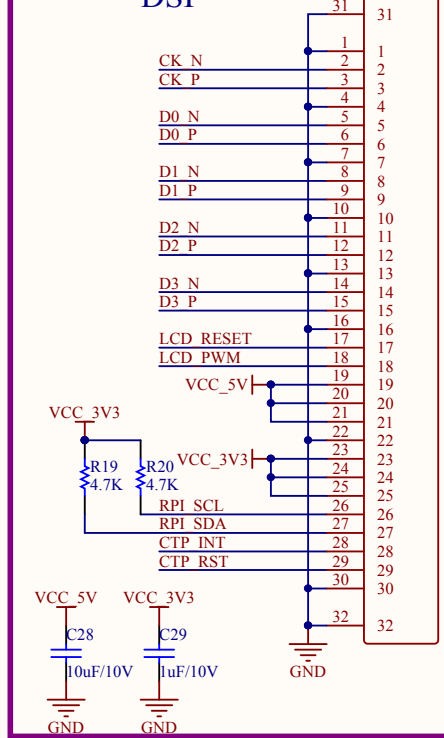 DSI
31 31
1 1
CK_N 2 2
CK_P 3 3
4 4
D0_N 5 5
D0_P 6 6
7 7
D1_N 8 8
D1_P 9 9
10 10
D2_N 11 11
D2_P 12 12
13 13
D3_N 14 14
D3_P 15 15
16 16
LCD_RESET 17 17
LCD_PWM 18 18
VCC_5V 19 19
20 20
21 21
VCC_3V3 22 22
VCC_3V3 23 23
R19 R20 24 24
4.7K 4.7K 25 25
RPI_SCL 26 26
RPI_SDA 27 27
CTP_INT 28 28
CTP_RST 29 29
30 30
VCC_5V VCC_3V3
32 32
C28 C29
10uF/10V 1uF/10V GND
GND GND